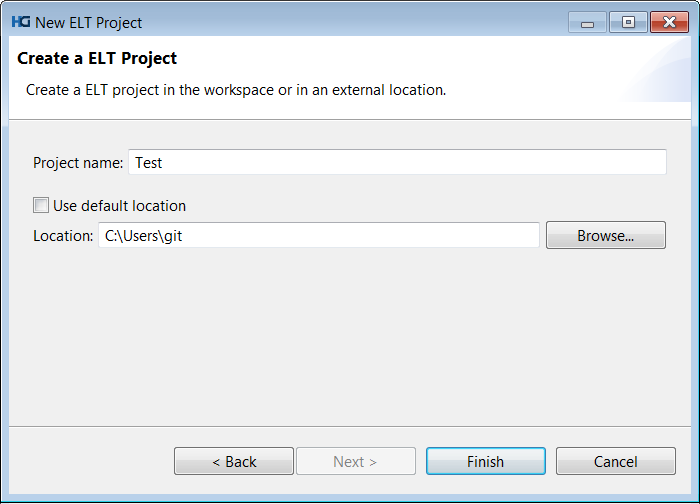 HG New ELT Project
Create a ELT Project
Create a ELT project in the workspace or in an external location.
Project name: Test
Use default location
Location: C:\Users\git Browse...
< Back Next > Finish Cancel